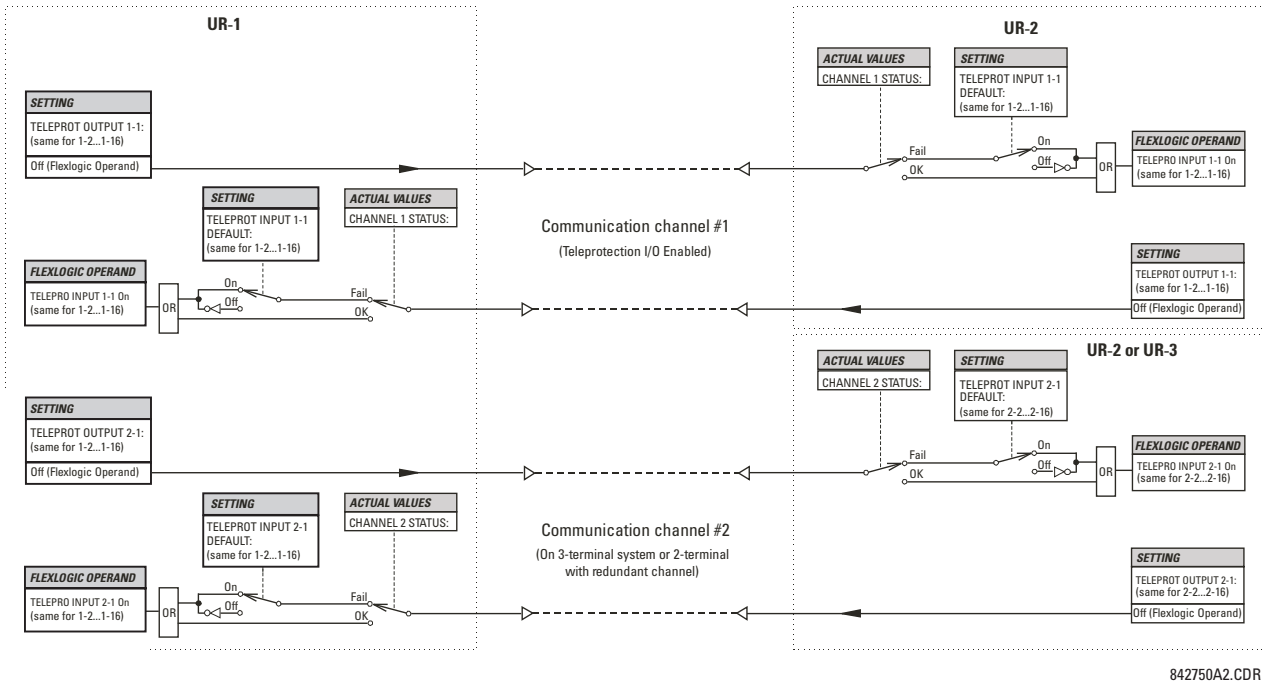 UR-1
UR-2
ACTUAL VALUES
CHANNEL 1 STATUS:
SETTING
TELEPROT INPUT 1-1
DEFAULT:
(same for 1-2...1-16)
SETTING
TELEPROT OUTPUT 1-1:
(same for 1-2...1-16)
Off (Flexlogic Operand)
Fail
OK
On
Off
OR
FLEXLOGIC OPERAND
TELEPRO INPUT 1-1 On
(same for 1-2...1-16)
SETTING
TELEPROT INPUT 1-1
DEFAULT:
(same for 1-2...1-16)
ACTUAL VALUES
CHANNEL 1 STATUS:
Communication channel #1
(Teleprotection I/O Enabled)
FLEXLOGIC OPERAND
TELEPRO INPUT 1-1 On
(same for 1-2...1-16)
OR
On
Off
Fail
OK
SETTING
TELEPROT OUTPUT 1-1:
(same for 1-2...1-16)
Off (Flexlogic Operand)
UR-2 or UR-3
ACTUAL VALUES
CHANNEL 2 STATUS:
SETTING
TELEPROT INPUT 2-1
DEFAULT:
(same for 2-2...2-16)
SETTING
TELEPROT OUTPUT 2-1:
(same for 1-2...1-16)
Off (Flexlogic Operand)
Fail
OK
On
Off
OR
FLEXLOGIC OPERAND
TELEPRO INPUT 2-1 On
(same for 2-2...2-16)
SETTING
TELEPROT INPUT 2-1
DEFAULT:
(same for 1-2...1-16)
ACTUAL VALUES
CHANNEL 2 STATUS:
Communication channel #2
(On 3-terminal system or 2-terminal
with redundant channel)
FLEXLOGIC OPERAND
TELEPRO INPUT 2-1 On
(same for 1-2...1-16)
OR
On
Off
Fail
OK
SETTING
TELEPROT OUTPUT 2-1:
(same for 2-2...2-16)
Off (Flexlogic Operand)
842750A2.CDR